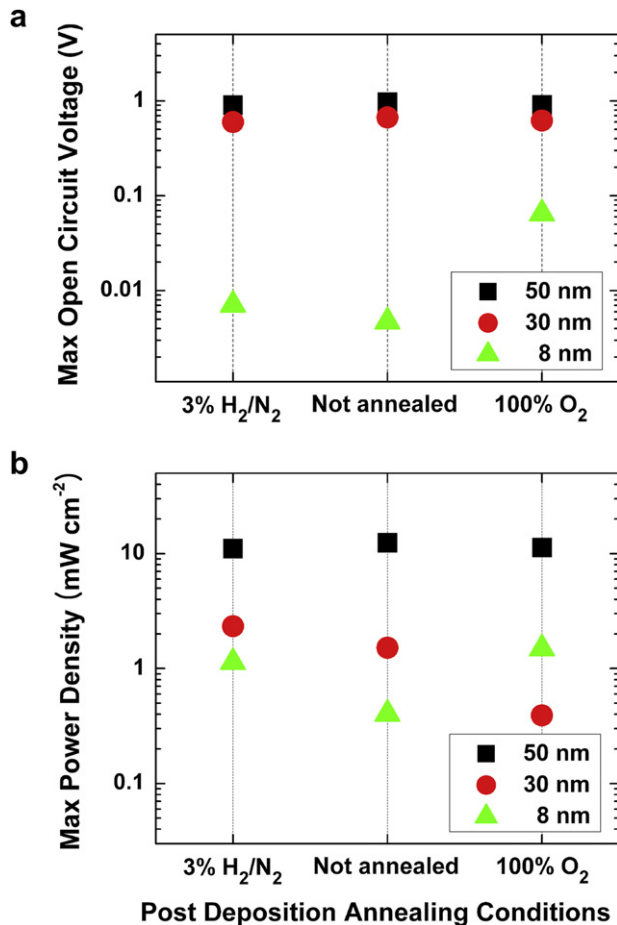 a
Max Open Circuit Voltage (V)
1
0.1
0.01
50 nm
30 nm
8 nm
3% H₂/N₂ Not annealed 100% O₂
b
Max Power Density (mW cm⁻²)
10
1
0.1
50 nm
30 nm
8 nm
3% H₂/N₂ Not annealed 100% O₂
Post Deposition Annealing Conditions